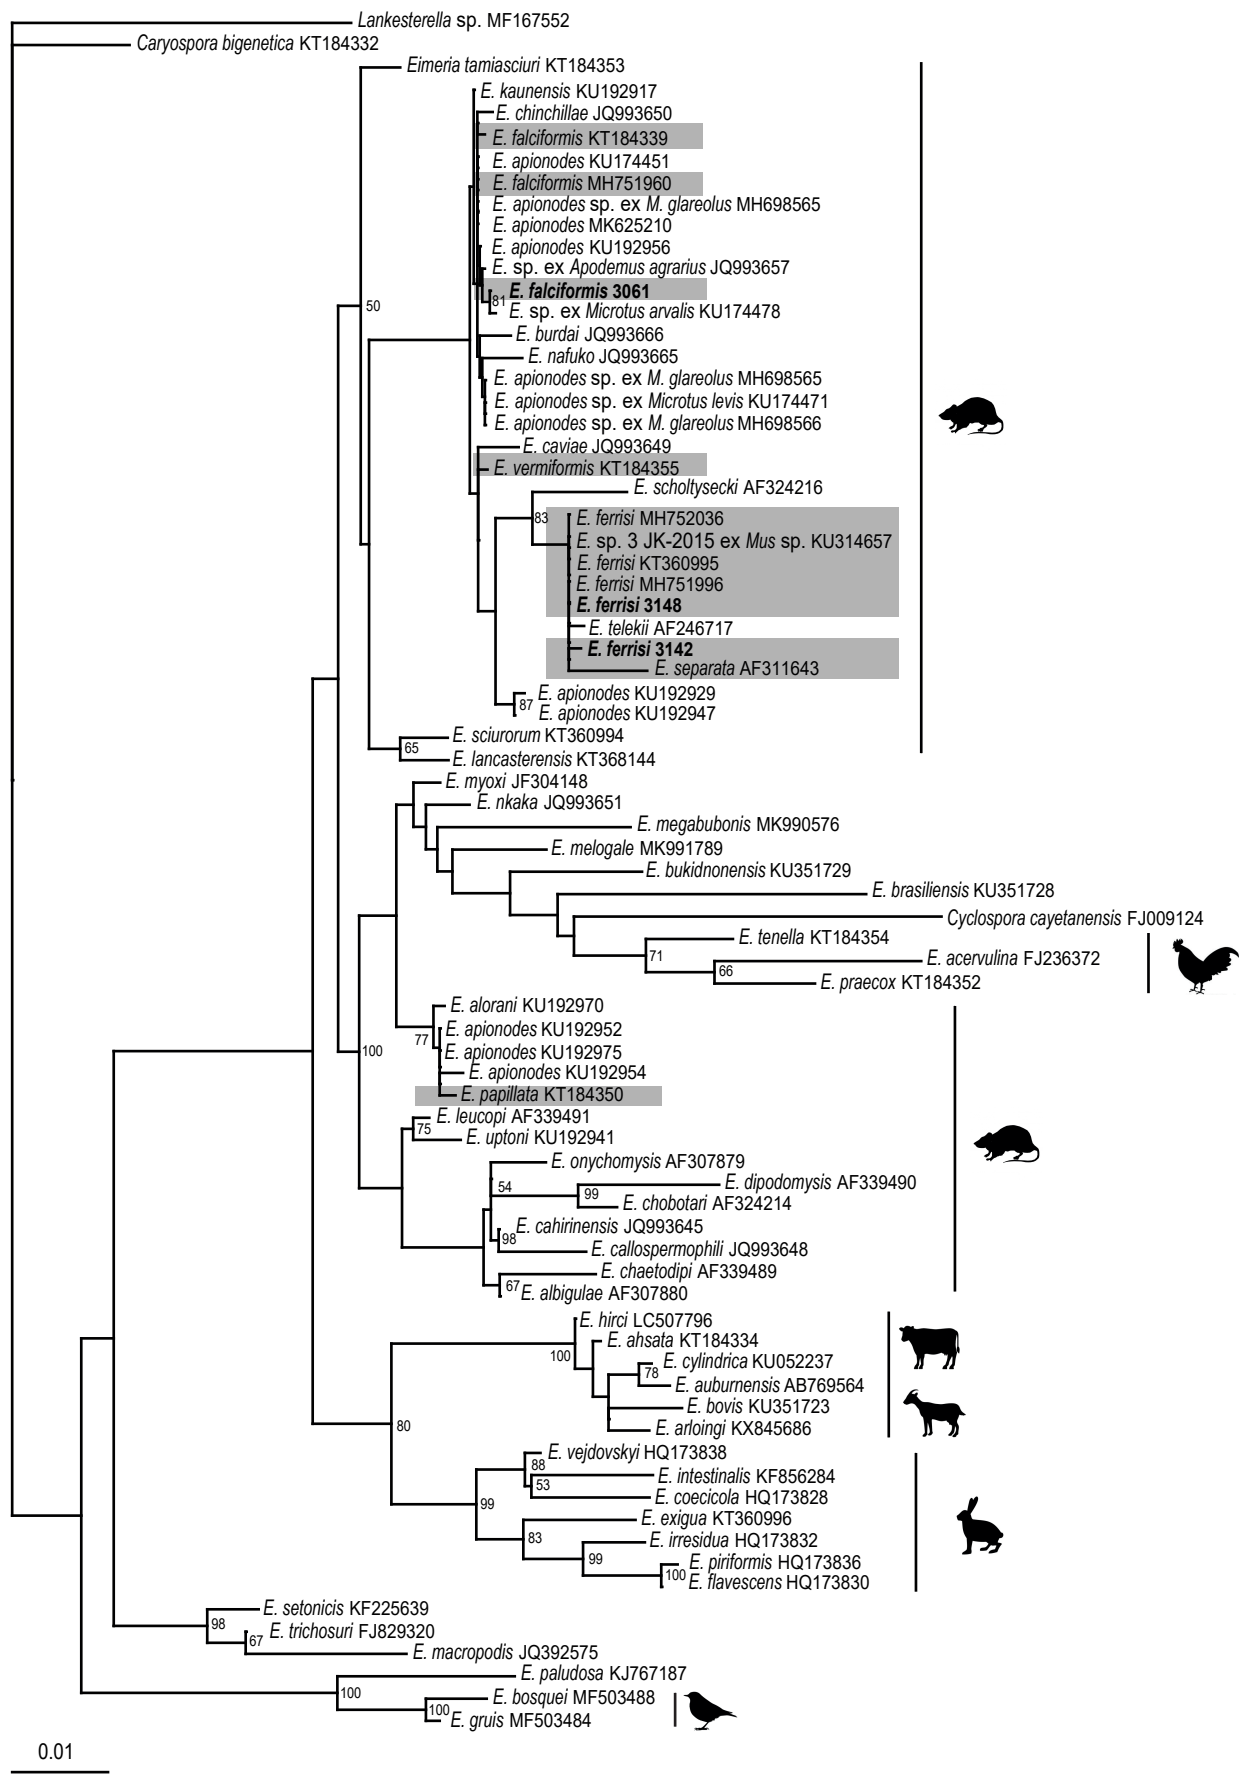 Lankesterella sp. MF167552
Caryospora bigenetica KT184332
Eimeria tamiasciuri KT184353
E. kaunensis KU192917
E. chinchillae JQ993650
E. falciformis KT184339
E. apionodes KU174451
E. falciformis MH751960
E. apionodes sp. ex M. glareolus MH698565
E. apionodes MK625210
E. apionodes KU192956
E. sp. ex Apodemus agrarius JQ993657
81 E. falciformis 3061
E. sp. ex Microtus arvalis KU174478
50
E. burdai JQ993666
E. nafuko JQ993665
E. apionodes sp. ex M. glareolus MH698565
E. apionodes sp. ex Microtus levis KU174471
E. apionodes sp. ex M. glareolus MH698566
E. caviae JQ993649
E. vermiformis KT184355
E. scholtysecki AF324216
83
E. ferrisi MH752036
E. sp. 3 JK-2015 ex Mus sp. KU314657
E. ferrisi KT360995
E. ferrisi MH751996
E. ferrisi 3148
E. telekii AF246717
E. ferrisi 3142
E. separata AF311643
E. apionodes KU192929
87
E. apionodes KU192947
E. sciurorum KT360994
65
E. lancasterensis KT368144
E. myoxi JF304148
E. nkaka JQ993651
E. megabubonis MK990576
E. melogale MK991789
E. bukidnonensis KU351729
E. brasiliensis KU351728
Cyclospora cayetanensis FJ009124
E. tenella KT184354
71
E. acervulina FJ236372
66
E. praecox KT184352
E. alorani KU192970
E. apionodes KU192952
77
E. apionodes KU192975
100
E. apionodes KU192954
E. papillata KT184350
E. leucopi AF339491
75
E. uptoni KU192941
E. onychomysis AF307879
54
E. dipodomysis AF339490
99
E. chobotari AF324214
E. cahirinensis JQ993645
98
E. callospermophili JQ993648
E. chaetodipi AF339489
67
E. albigulae AF307880
E. hirci LC507796
E. ahsata KT184334
100
E. cylindrica KU052237
78
E. auburnensis AB769564
E. bovis KU351723
80
E. arloingi KX845686
E. vejdovskyi HQ173838
88
E. intestinalis KF856284
53
E. coecicola HQ173828
99
E. exigua KT360996
83
E. irresidua HQ173832
99
E. piriformis HQ173836
100
E. flavescens HQ173830
E. setonicis KF225639
98
E. trichosuri FJ829320
67
E. macropodis JQ392575
E. paludosa KJ767187
100
E. bosquei MF503488
100
E. gruis MF503484
0.01